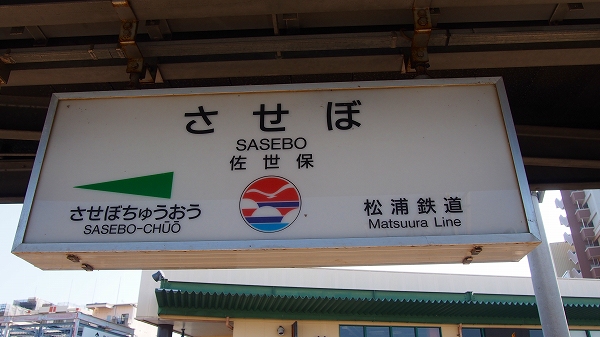 させぼ
SASEBO
佐世保
させぼちゅうおう
SASEBO-CHŪŌ
松浦鉄道
Matsuura Line